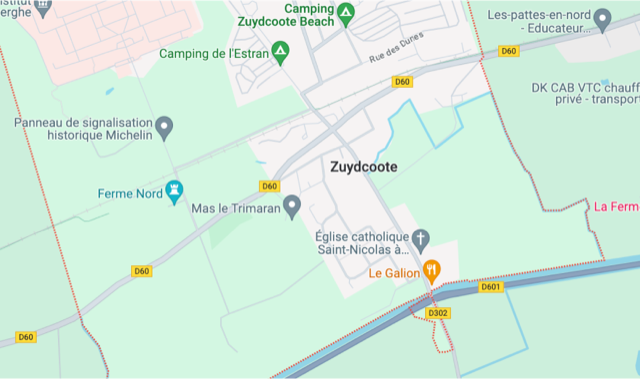 Institut
erghe
Camping
Zuydcoote Beach
Les-pattes-en-nord
- Educateur...
Camping de l'Estran
Rue des Dunes
D60
D60
DK CAB VTC chauff
privé - transport
Panneau de signalisation
historique Michelin
Zuydcoote
Ferme Nord
D60
Mas le Trimaran
La Ferme
Église catholique
Saint-Nicolas à...
Le Galion
D60
D601
D302
D60